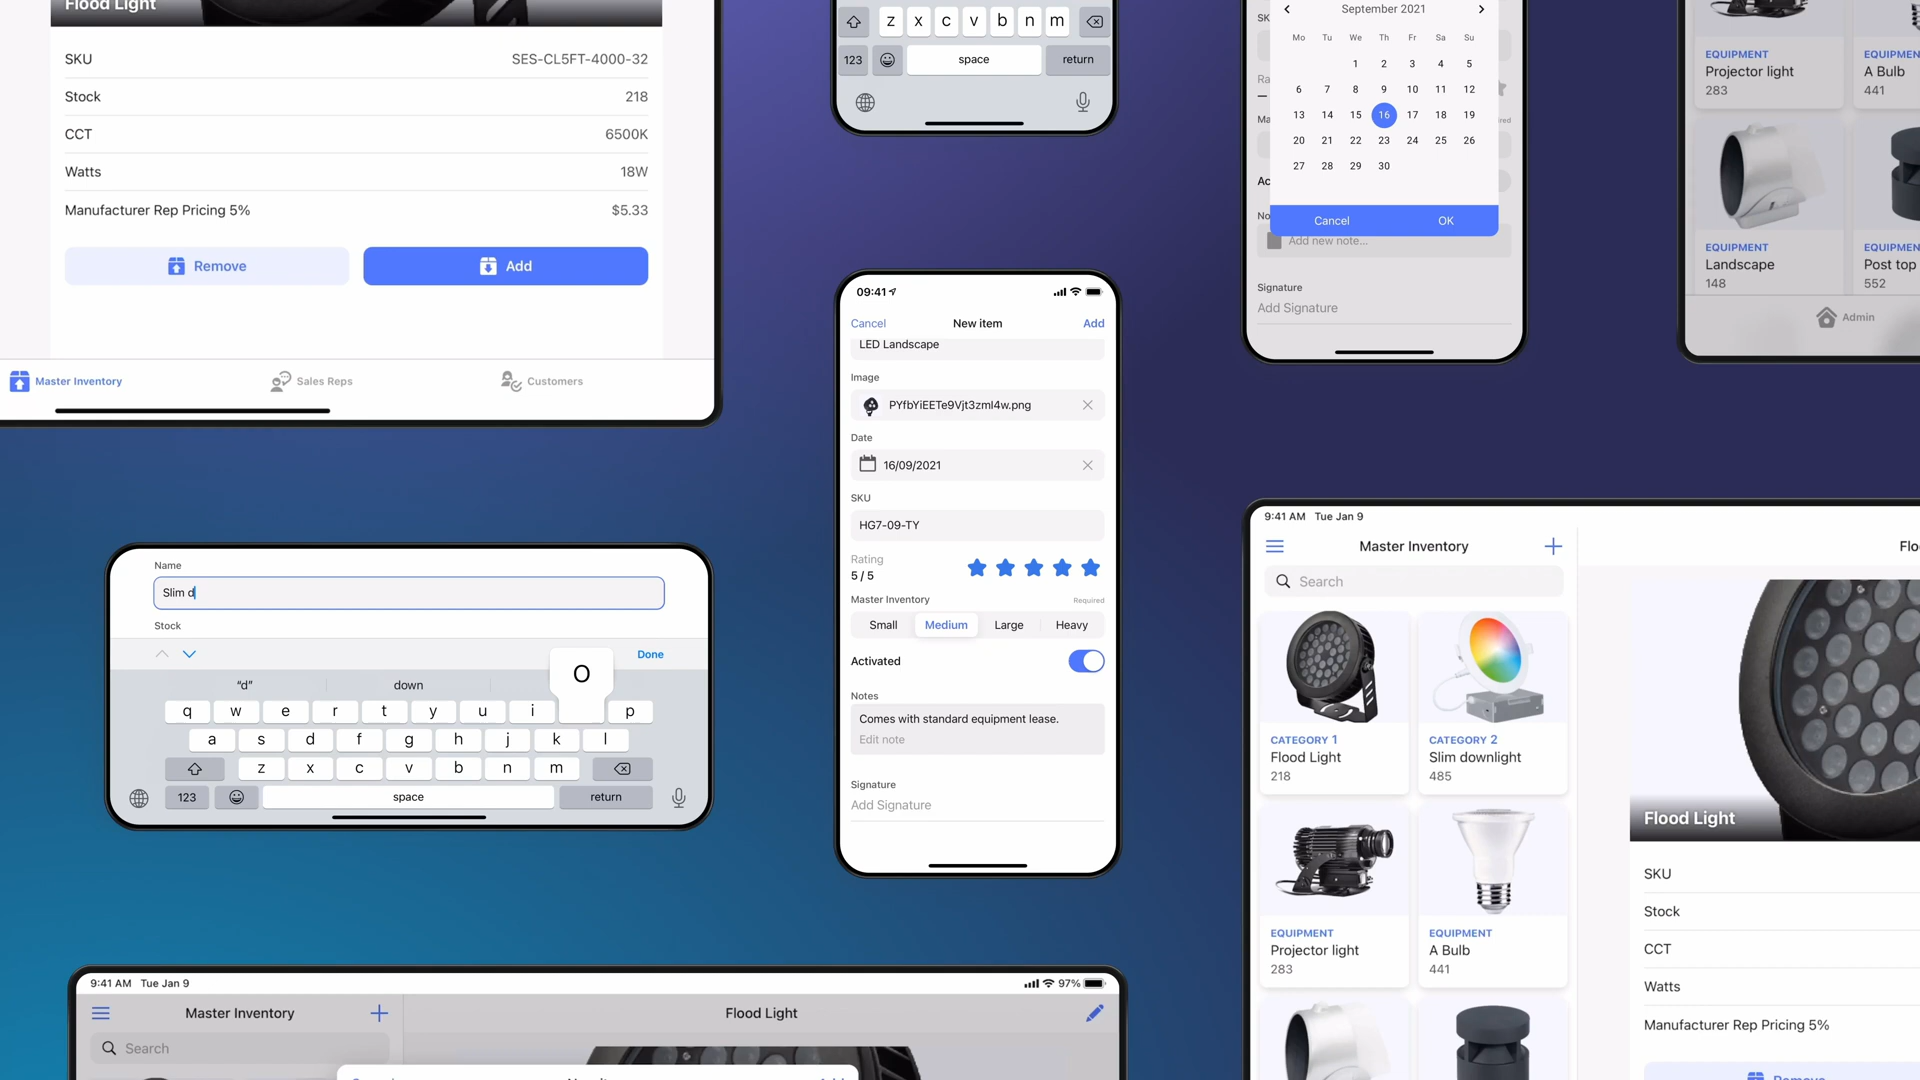 Flood Light
SKU
SES-CL5FT-4000-32
Stock
218
CCT
6500K
Watts
18W
Manufacturer Rep Pricing 5%
$5.33
Remove
Add
Master Inventory
Sales Reps
Customers
z x c v b n m
123
space
return
September 2021
Mo Tu We Th Fr Sa Su
1 2 3 4 5
6 7 8 9 10 11 12
13 14 15 16 17 18 19
20 21 22 23 24 25 26
27 28 29 30
Cancel
OK
Add new note...
Signature
Add Signature
EQUIPMENT
Projector light
283
A Bulb
441
EQUIPMENT
Landscape
148
Post top
552
Admin
09:41
Cancel
New item
Add
LED Landscape
Image
PYfbYiEETe9Vjt3zml4w.png
Date
16/09/2021
SKU
HG7-09-TY
Rating
5 / 5
Master Inventory
Required
Small
Medium
Large
Heavy
Activated
Notes
Comes with standard equipment lease.
Edit note
Signature
Add Signature
Name
Slim d
Stock
Done
O
“d”
down
q w e r t y u i p
a s d f g h j k l
z x c v b n m
123
space
return
9:41 AM Tue Jan 9
Master Inventory
Search
CATEGORY 1
Flood Light
218
CATEGORY 2
Slim downlight
485
EQUIPMENT
Projector light
283
EQUIPMENT
A Bulb
441
Flood Light
SKU
Stock
CCT
Watts
Manufacturer Rep Pricing 5%
9:41 AM Tue Jan 9
97%
Master Inventory
Flood Light
Search